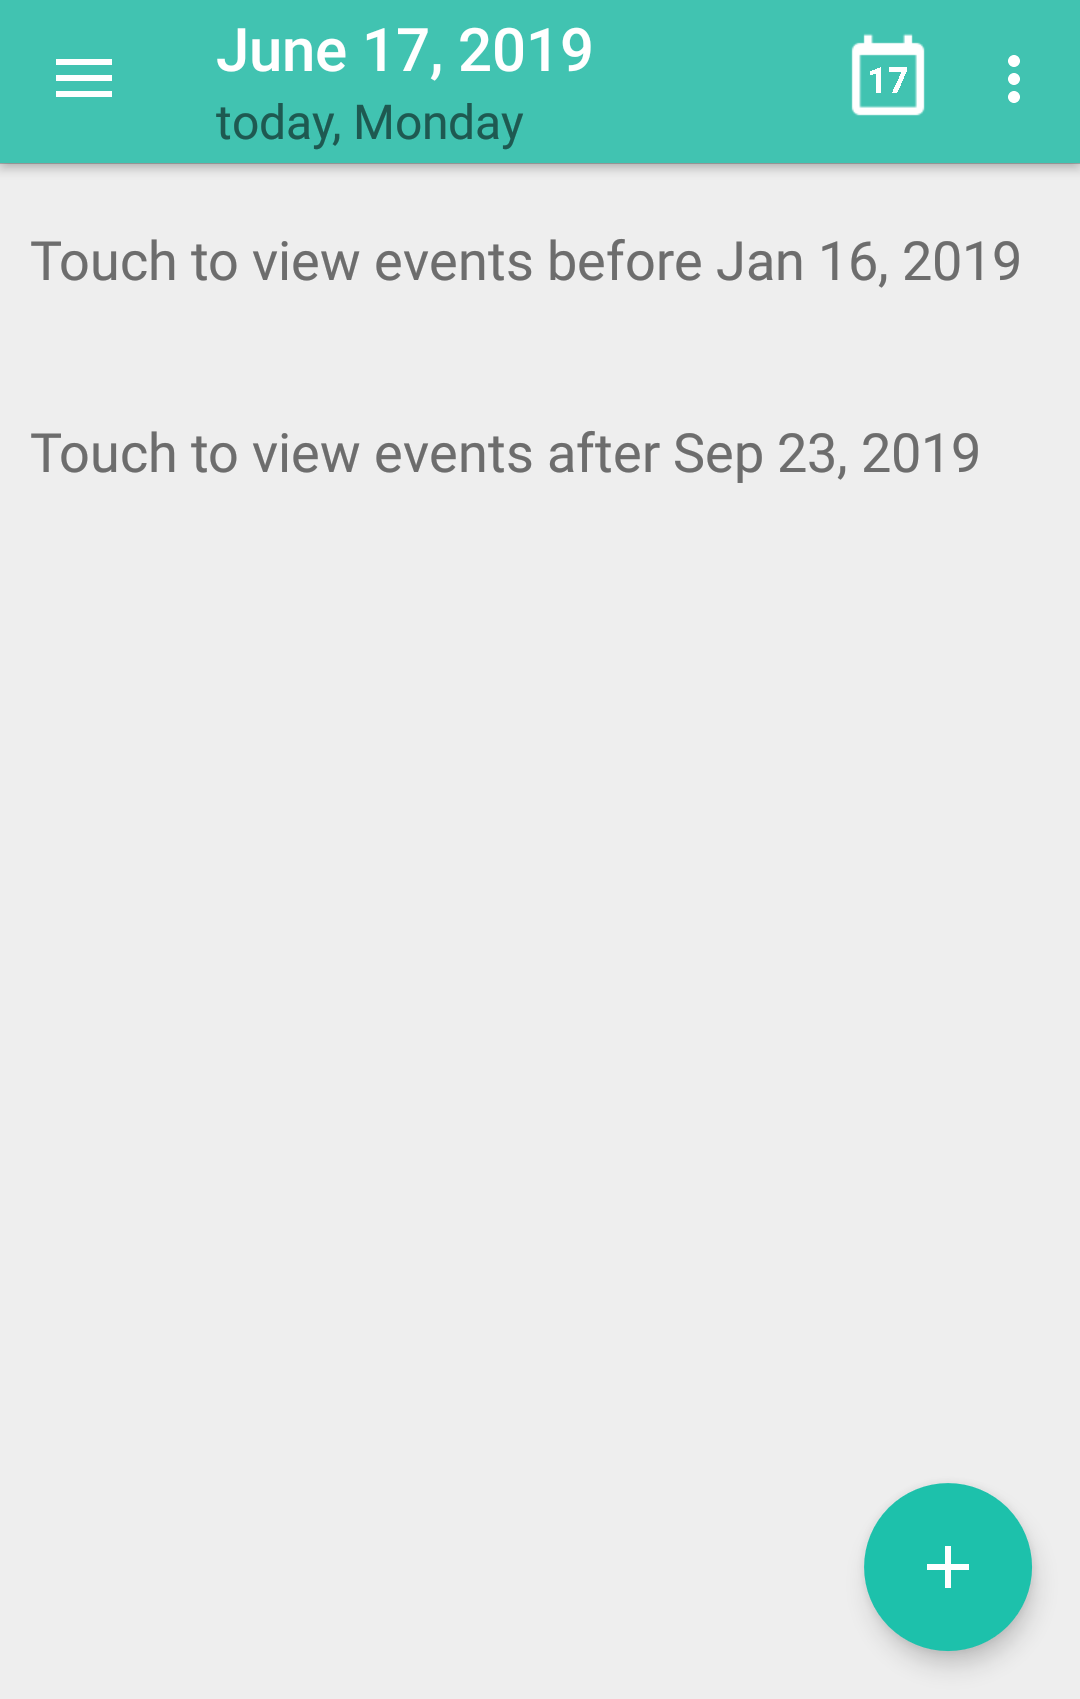 June 17, 2019
today, Monday
17
Touch to view events before Jan 16, 2019
Touch to view events after Sep 23, 2019